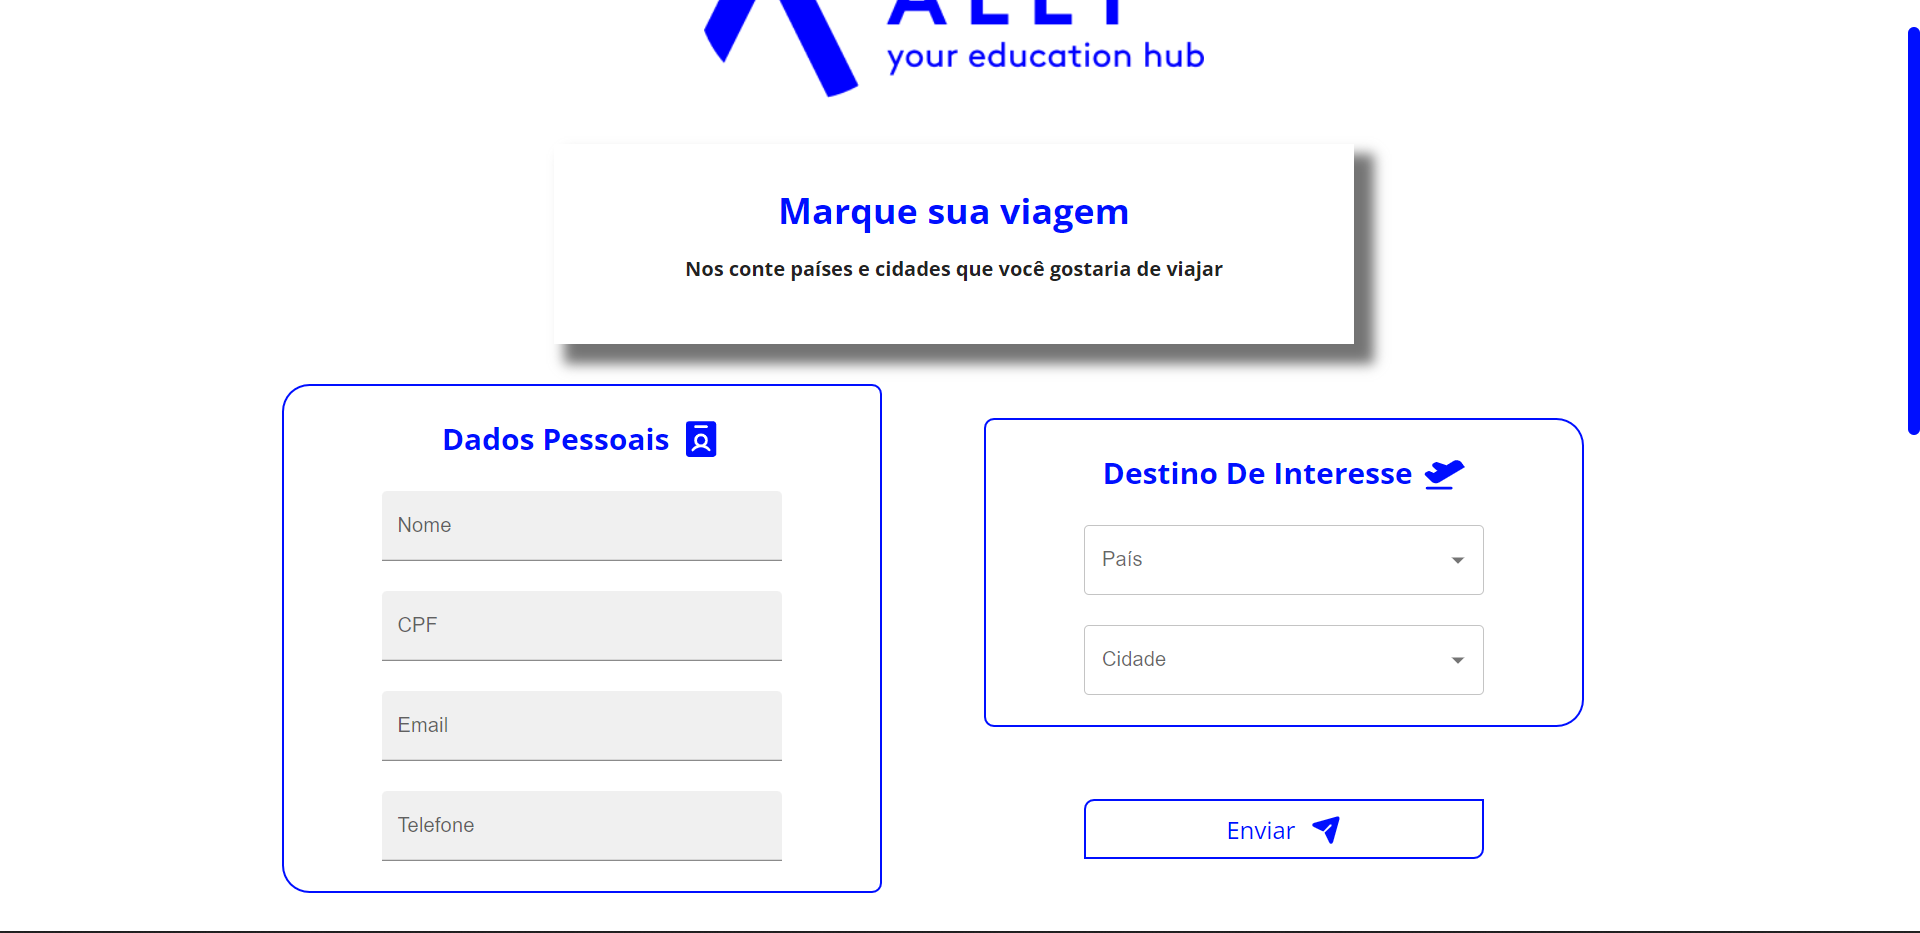 your education hub
Marque sua viagem
Nos conte países e cidades que você gostaria de viajar
Dados Pessoais
Nome
CPF
Email
Telefone
Destino De Interesse
País
Cidade
Enviar